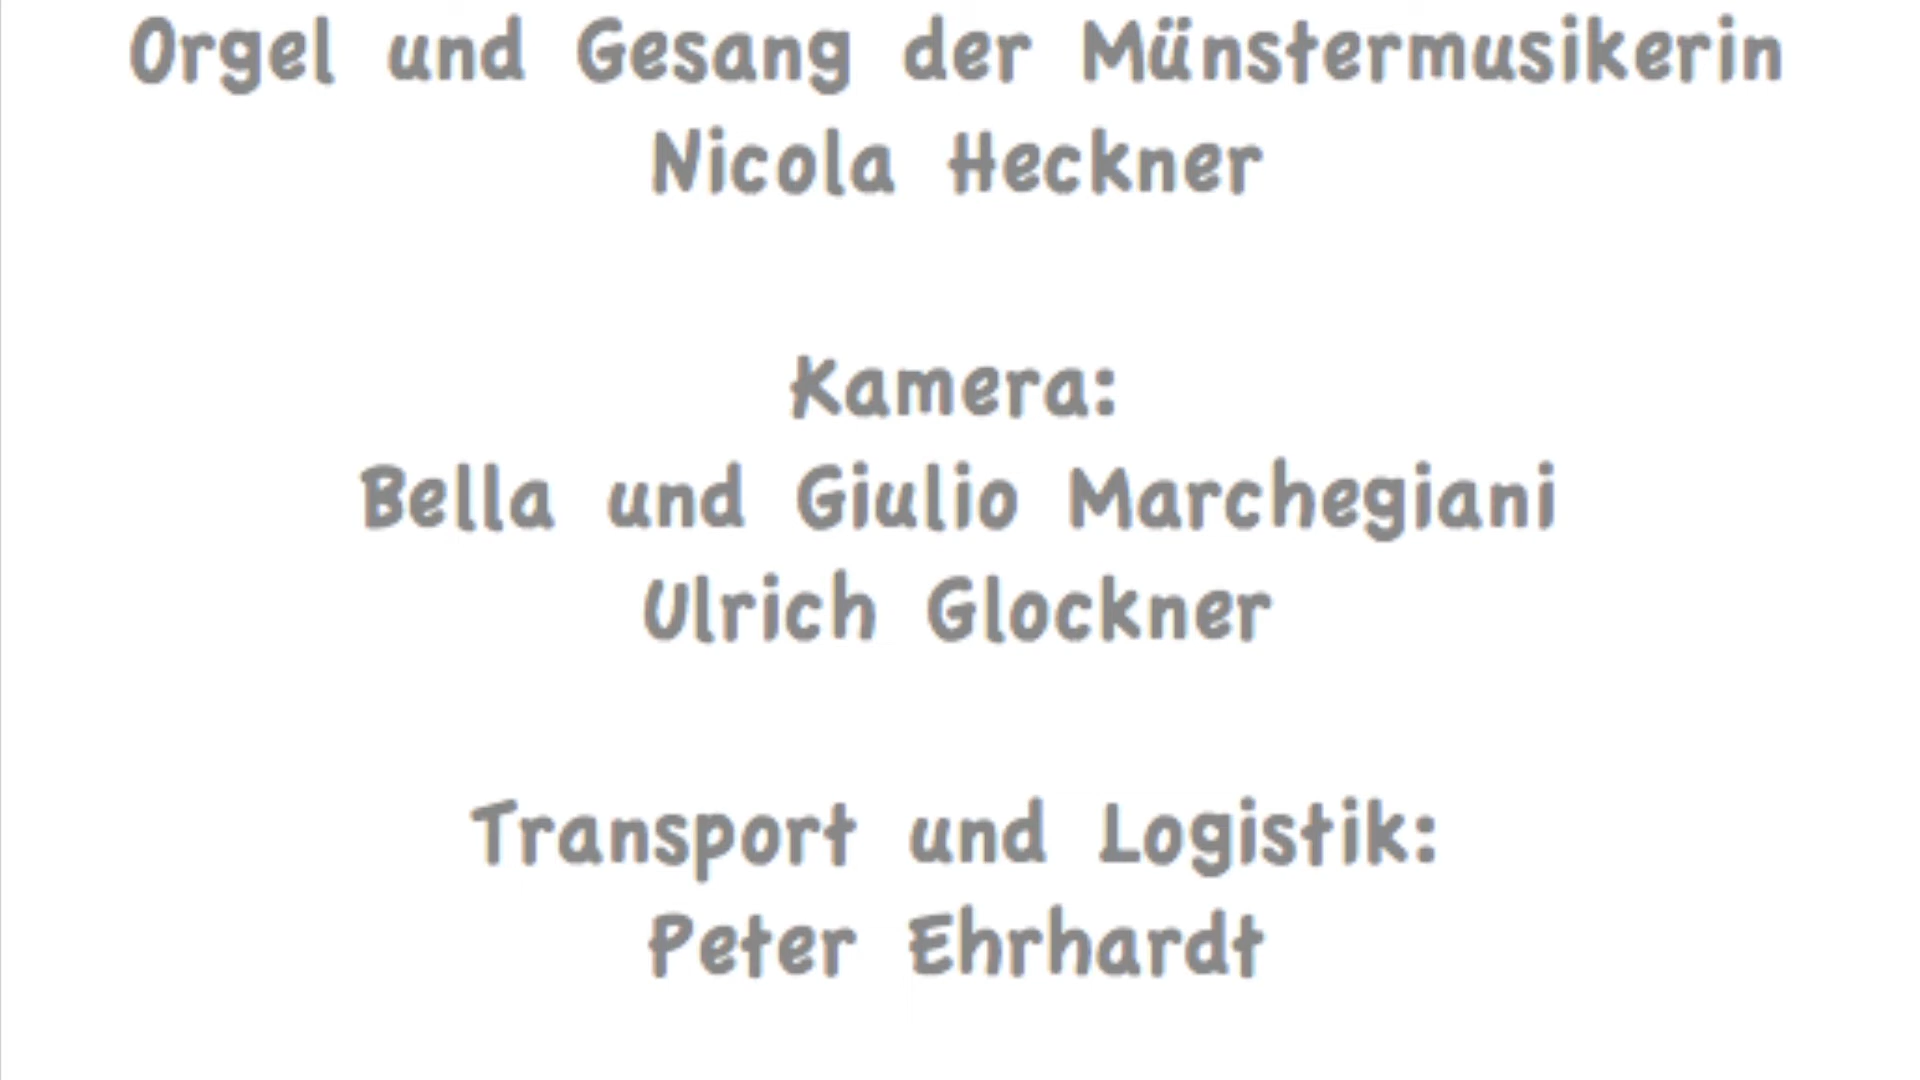 Orgel und Gesang der Münstermusikerin
Nicola Heckner
Kamera:
Bella und Giulio Marchegiani
Ulrich Glockner
Transport und Logistik:
Peter Ehrhardt